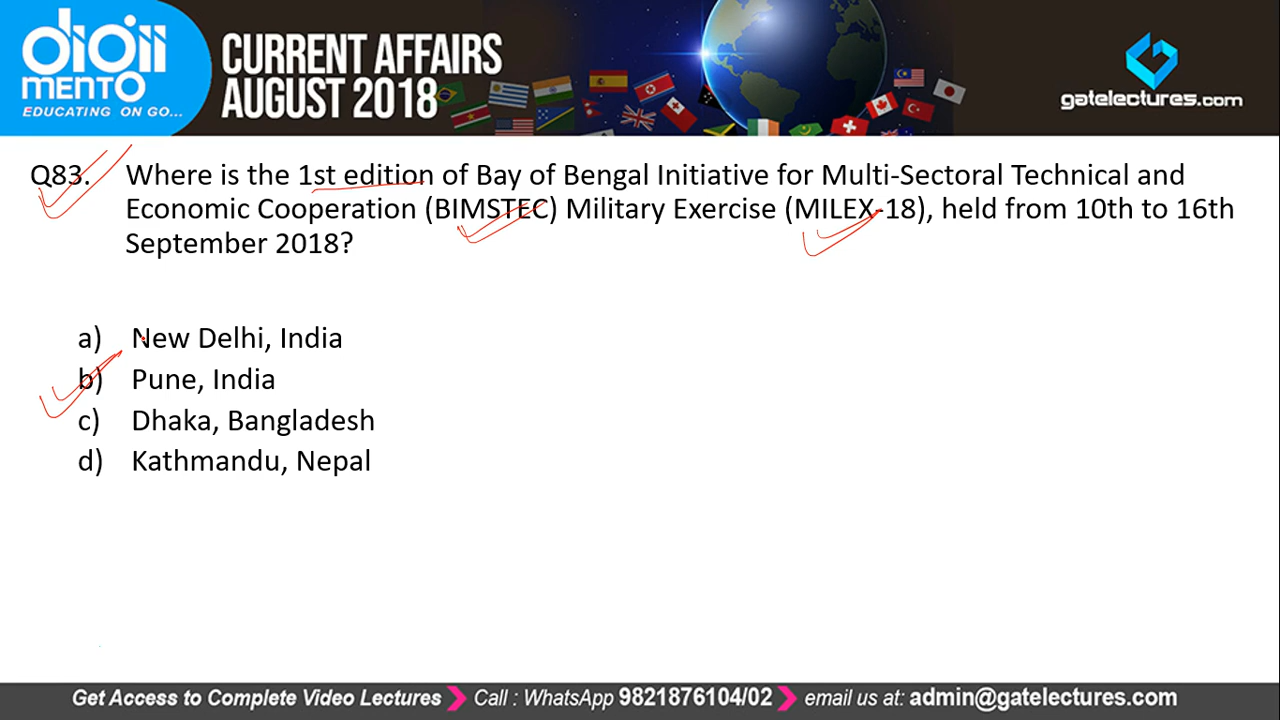 digii
MENTO
EDUCATING ON GO...
CURRENT AFFAIRS
AUGUST 2018
gatelectures.com
Q83. Where is the 1st edition of Bay of Bengal Initiative for Multi-Sectoral Technical and
Economic Cooperation (BIMSTEC) Military Exercise (MILEX-18), held from 10th to 16th
September 2018?
a) New Delhi, India
b) Pune, India
c) Dhaka, Bangladesh
d) Kathmandu, Nepal
Get Access to Complete Video Lectures Call : WhatsApp 9821876104/02 email us at: admin@gatelectures.com